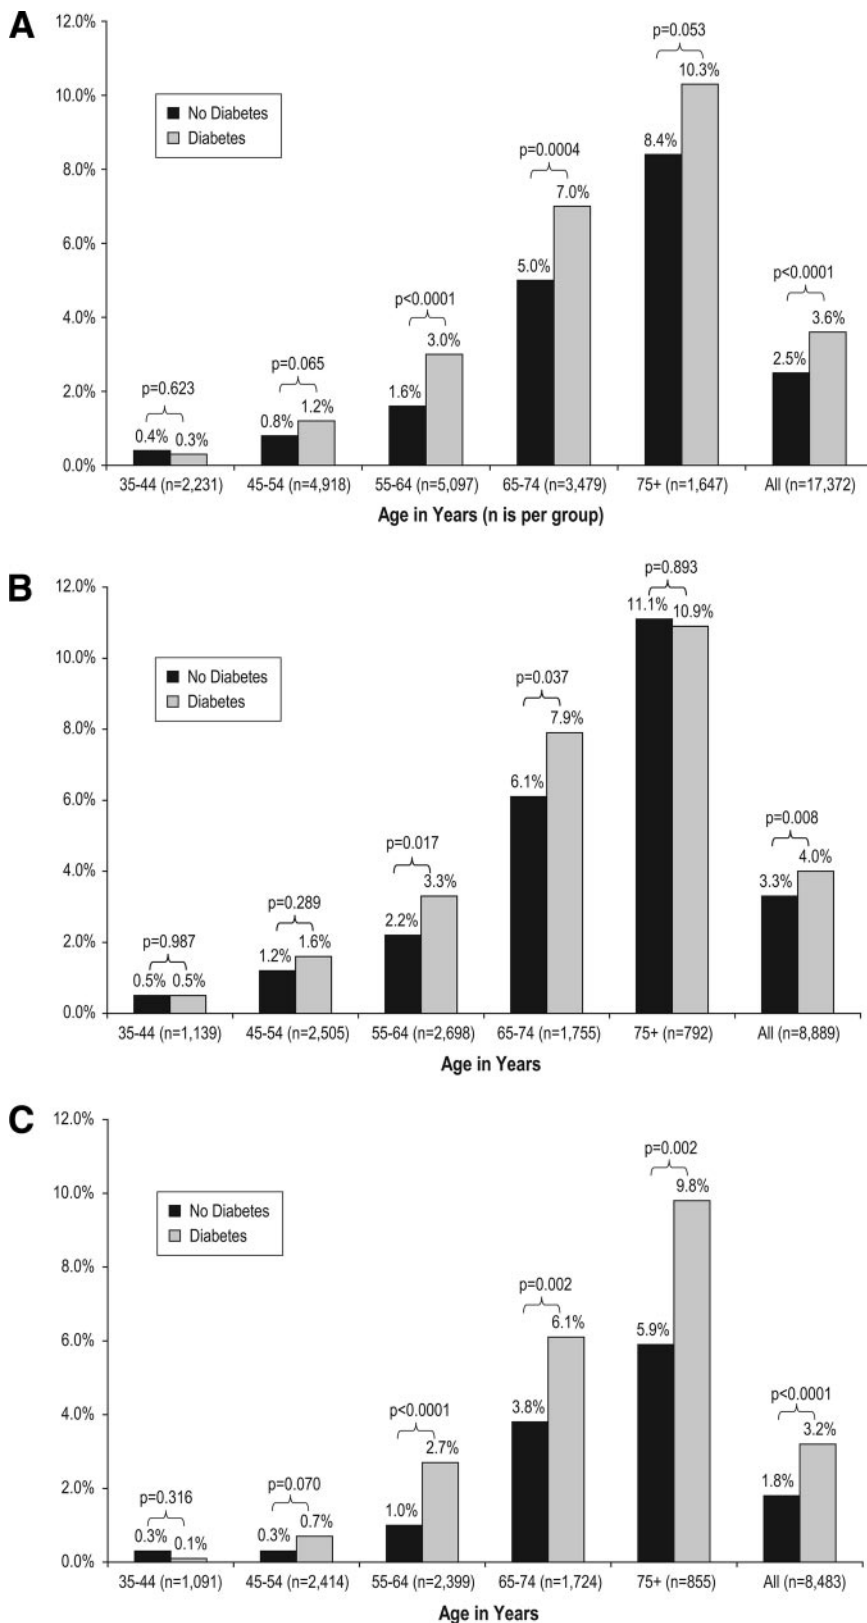 A
12.0%
10.0%
8.0%
6.0%
4.0%
2.0%
0.0%
No Diabetes
Diabetes
p=0.623
0.4% 0.3%
p=0.065
0.8% 1.2%
p<0.0001
1.6% 3.0%
p=0.0004
5.0% 7.0%
p=0.053
8.4% 10.3%
p<0.0001
2.5% 3.6%
35-44 (n=2,231) 45-54 (n=4,918) 55-64 (n=5,097) 65-74 (n=3,479) 75+ (n=1,647) All (n=17,372)
Age in Years (n is per group)
B
12.0%
10.0%
8.0%
6.0%
4.0%
2.0%
0.0%
No Diabetes
Diabetes
p=0.987
0.5% 0.5%
p=0.289
1.2% 1.6%
p=0.017
2.2% 3.3%
p=0.037
6.1% 7.9%
p=0.893
11.1% 10.9%
p=0.008
3.3% 4.0%
35-44 (n=1,139) 45-54 (n=2,505) 55-64 (n=2,698) 65-74 (n=1,755) 75+ (n=792) All (n=8,889)
Age in Years
C
12.0%
10.0%
8.0%
6.0%
4.0%
2.0%
0.0%
No Diabetes
Diabetes
p=0.316
0.3% 0.1%
p=0.070
0.3% 0.7%
p<0.0001
1.0% 2.7%
p=0.002
3.8% 6.1%
p=0.002
5.9% 9.8%
p<0.0001
1.8% 3.2%
35-44 (n=1,091) 45-54 (n=2,414) 55-64 (n=2,399) 65-74 (n=1,724) 75+ (n=855) All (n=8,483)
Age in Years